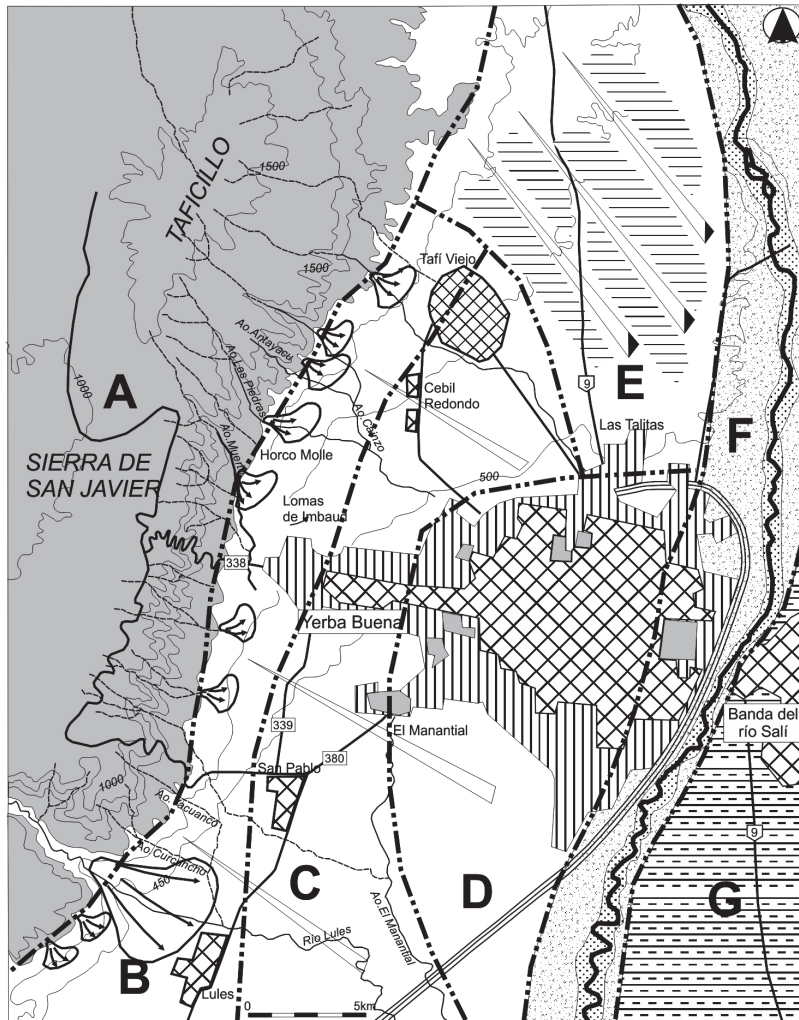 TAFICILLO
1500
1500
Tafí Viejo
Ao Antayacu
Ao Las Piedras
Ao Cainzo
Cebil
Redondo
9
E
Las Talitas
F
1000
A
SIERRA DE
SAN JAVIER
Ao Muerto
Horco Molle
500
Lomas
de Imbaud
338
Yerba Buena
El Manantial
339
380
San Pablo
Banda del
río Salí
1000
Ao
Ao Curcuncho
450
9
C
D
G
Río Lules
Ao El Manantial
B
Lules
0
5km